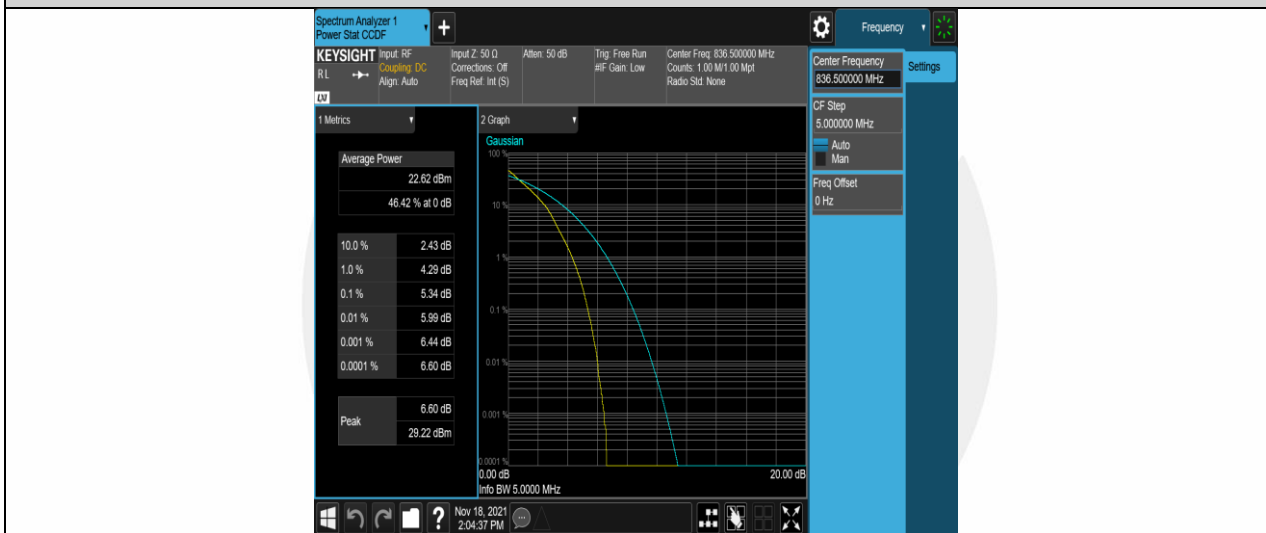 Spectrum Analyzer 1
Power Stat CCDF
+
Frequency
KEYSIGHT
RL
LXI
Input: RF
Coupling: DC
Align: Auto
Input Z: 50 Ω
Corrections: Off
Freq Ref: Int (S)
Atten: 50 dB
Trig: Free Run
#IF Gain: Low
Center Freq: 836.500000 MHz
Counts: 1.00 M/1.00 Mpt
Radio Std: None
Center Frequency
836.500000 MHz
Settings
CF Step
5.000000 MHz
Auto
Man
Freq Offset
0 Hz
1 Metrics
Average Power
22.62 dBm
46.42 % at 0 dB
10.0 % 2.43 dB
1.0 % 4.29 dB
0.1 % 5.34 dB
0.01 % 5.99 dB
0.001 % 6.44 dB
0.0001 % 6.60 dB
Peak
6.60 dB
29.22 dBm
2 Graph
Gaussian
100 %
10 %
1 %
0.1 %
0.01 %
0.001 %
0.0001 %
0.00 dB 20.00 dB
Info BW 5.0000 MHz
?
Nov 18, 2021
2:04:37 PM